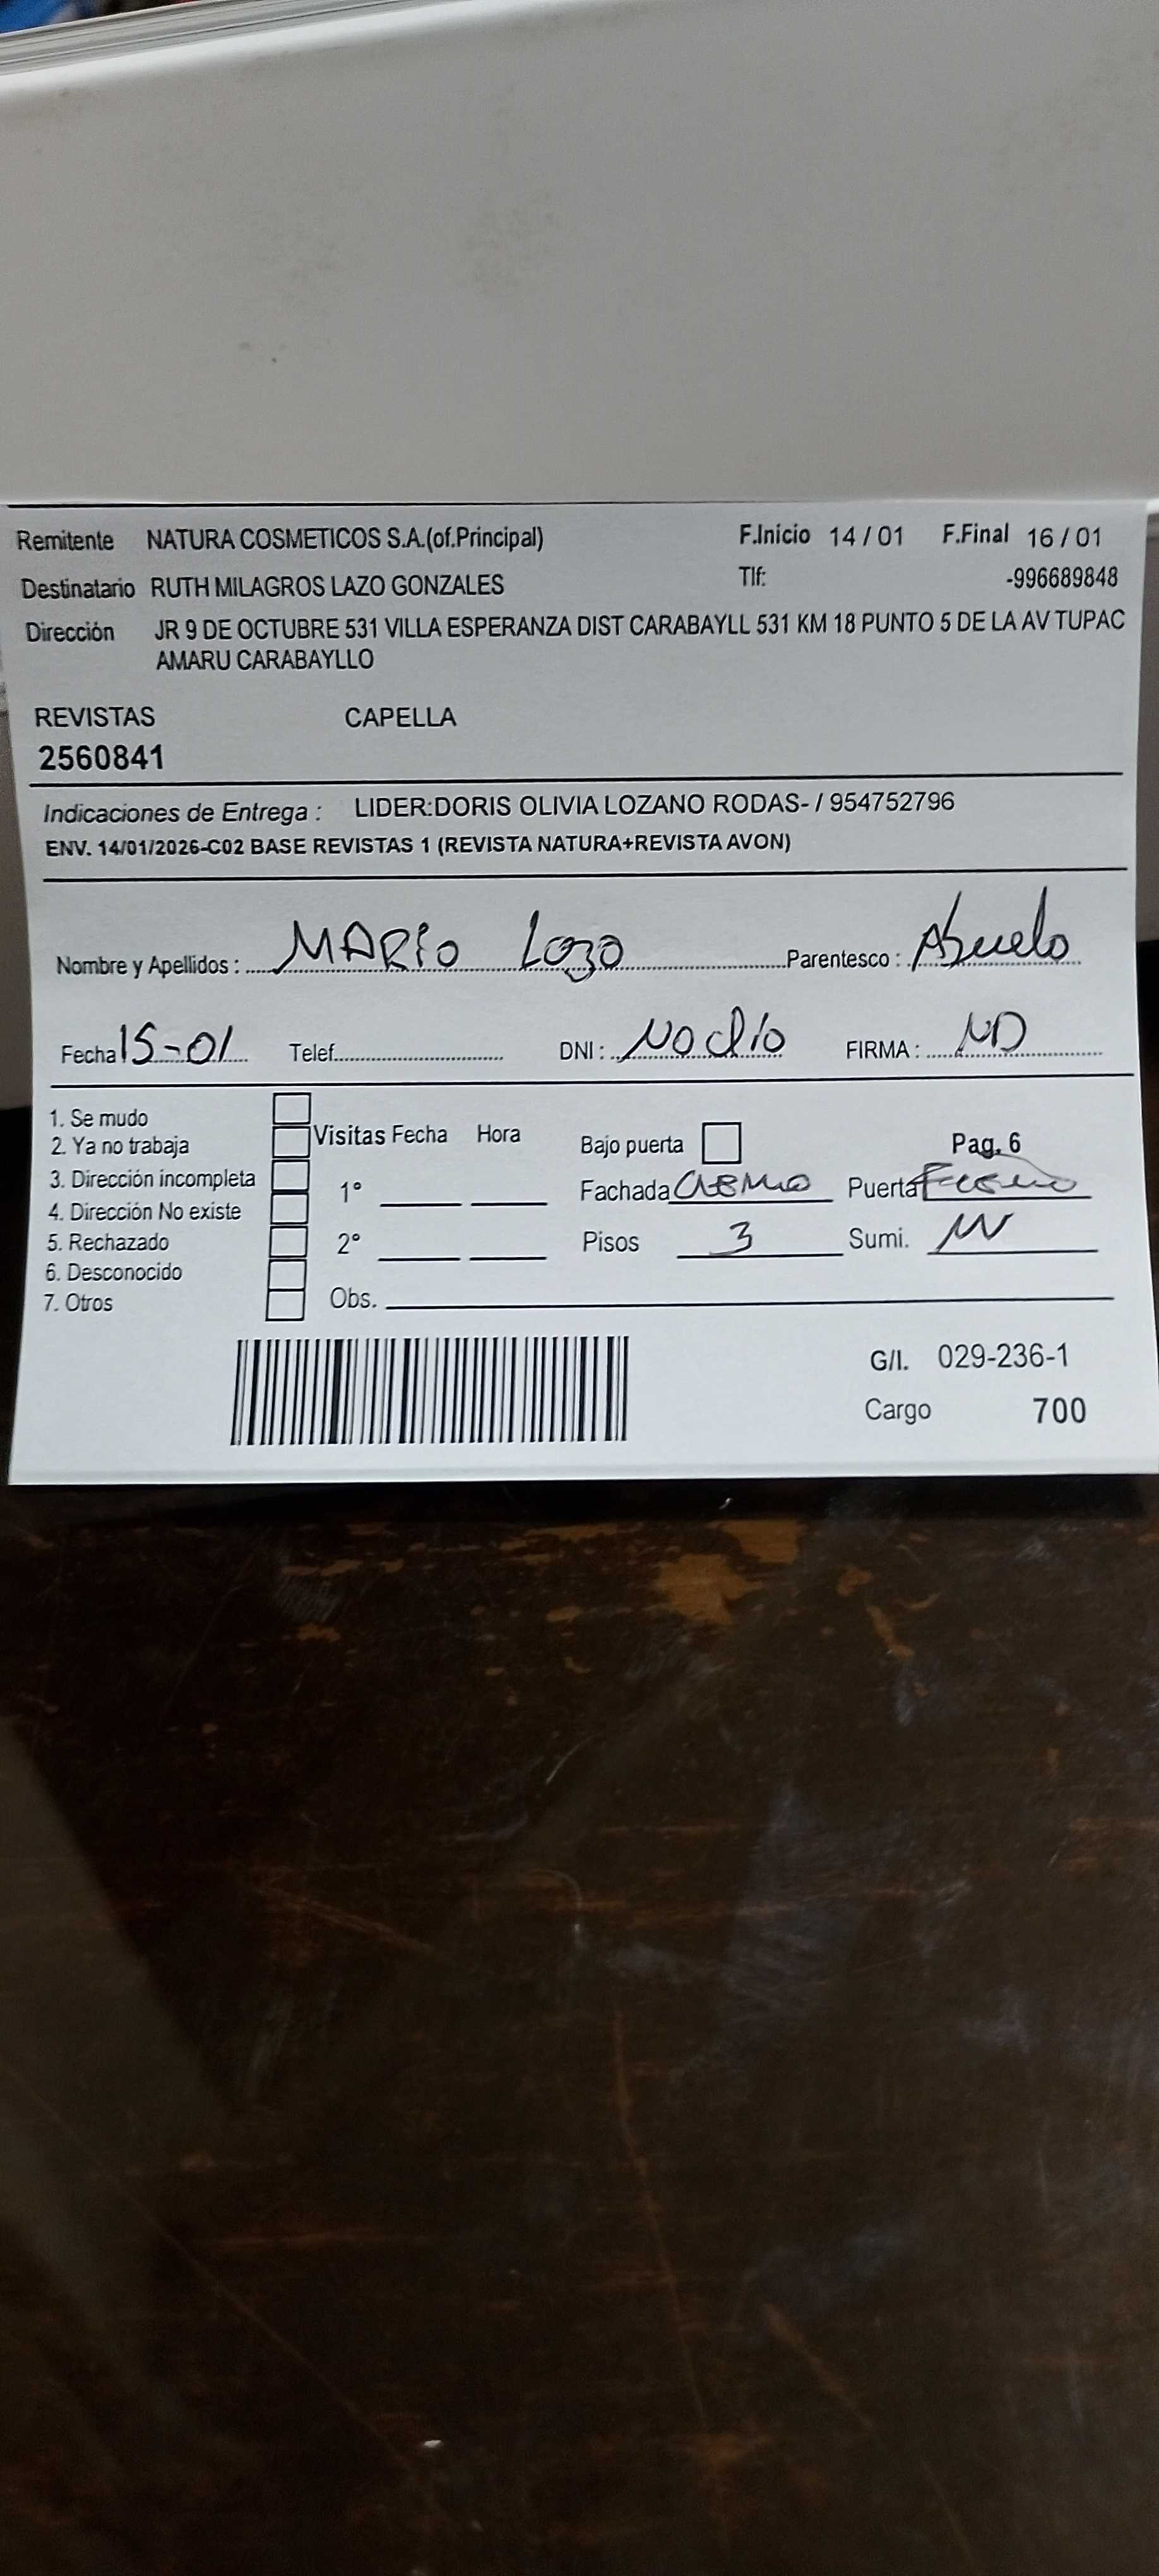 Remitente NATURA COSMETICOS S.A.(of.Principal) F.Inicio 14 / 01 F.Final 16 / 01
Destinatario RUTH MILAGROS LAZO GONZALES Tlf: -996689848
Dirección JR 9 DE OCTUBRE 531 VILLA ESPERANZA DIST CARABAYLL 531 KM 18 PUNTO 5 DE LA AV TUPAC
AMARU CARABAYLLO
REVISTAS CAPELLA
2560841
Indicaciones de Entrega : LIDER:DORIS OLIVIA LOZANO RODAS- / 954752796
ENV. 14/01/2026-C02 BASE REVISTAS 1 (REVISTA NATURA+REVISTA AVON)
Nombre y Apellidos : MARIO Lozo Parentesco : Abuelo
Fecha 15-01 Telef. DNI : NO dio FIRMA : ND
1. Se mudo
2. Ya no trabaja
3. Dirección incompleta
4. Dirección No existe
5. Rechazado
6. Desconocido
7. Otros
Visitas Fecha Hora
1°
2°
Obs.
Bajo puerta Pag. 6
Fachada Puerta
Pisos 3 Sumi.
G/I. 029-236-1
Cargo 700